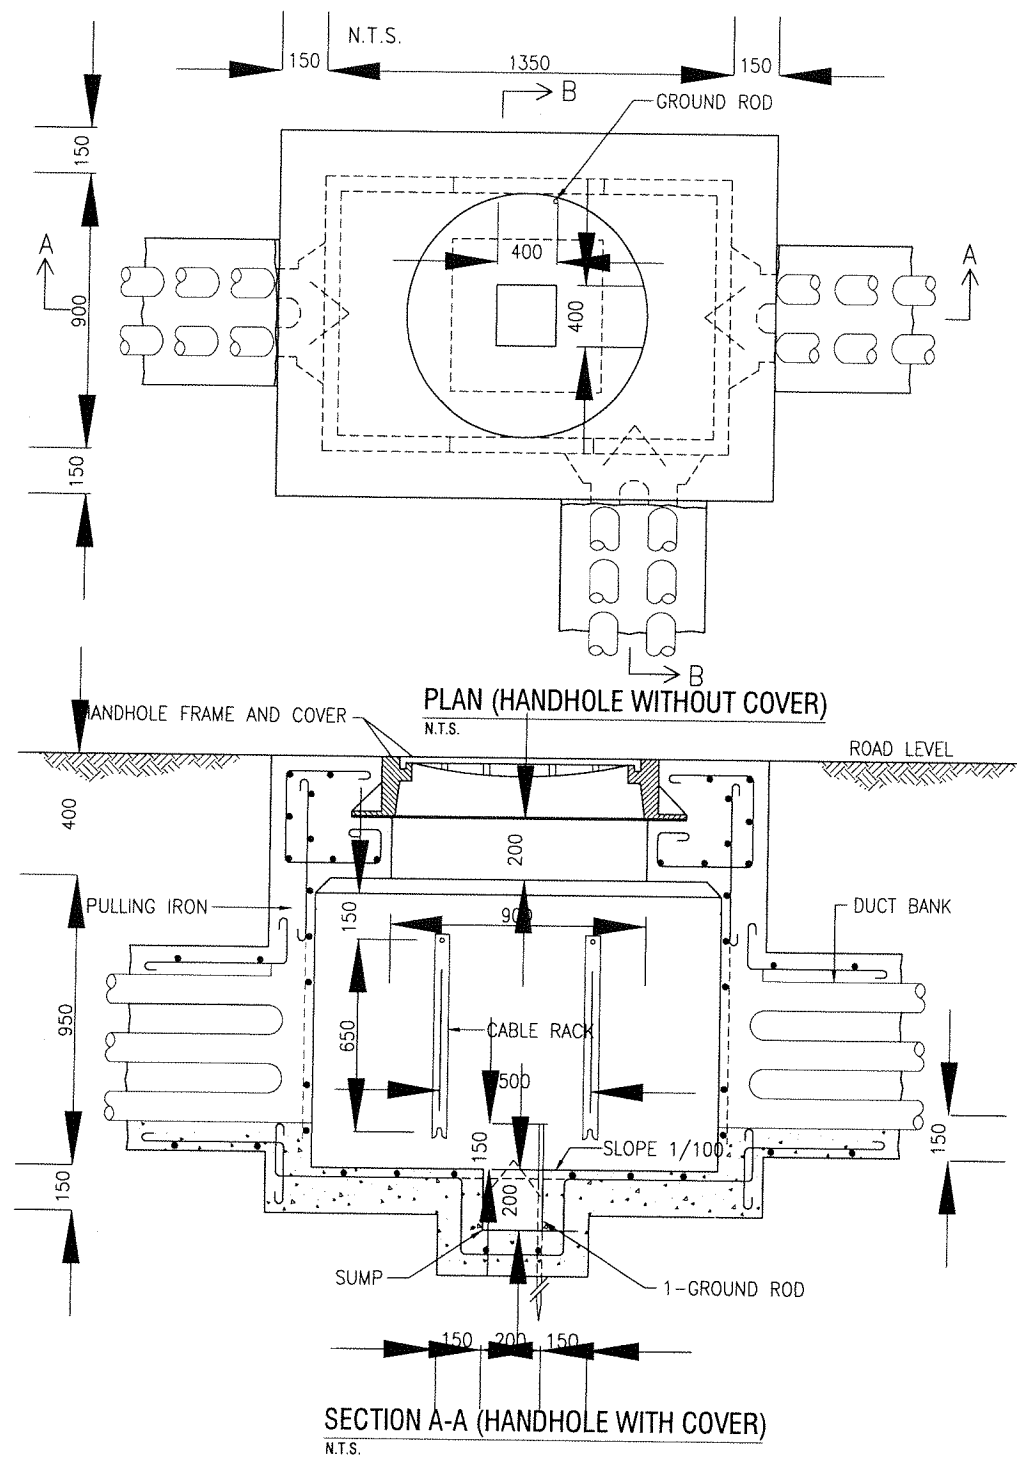 N.T.S.
150
1350
150
B
GROUND ROD
150
A
400
A
900
400
150
B
PLAN (HANDHOLE WITHOUT COVER)
N.T.S.
HANDHOLE FRAME AND COVER
ROAD LEVEL
400
200
PULLING IRON
150
900
DUCT BANK
950
650
CABLE RACK
500
150
150
SLOPE 1/100
150
200
SUMP
1-GROUND ROD
150
200
150
SECTION A-A (HANDHOLE WITH COVER)
N.T.S.